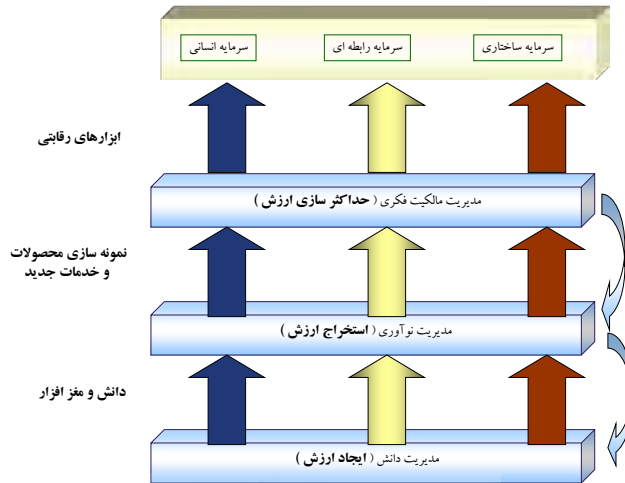 سرمایه ساختاری
سرمایه رابطه ای
سرمایه انسانی
ابزارهای رقابتی
مدیریت مالکیت فکری ( حداکثر سازی ارزش )
نمونه سازی محصولات
و خدمات جدید
مدیریت نوآوری ( استخراج ارزش )
دانش و مغز افزار
مدیریت دانش ( ایجاد ارزش )